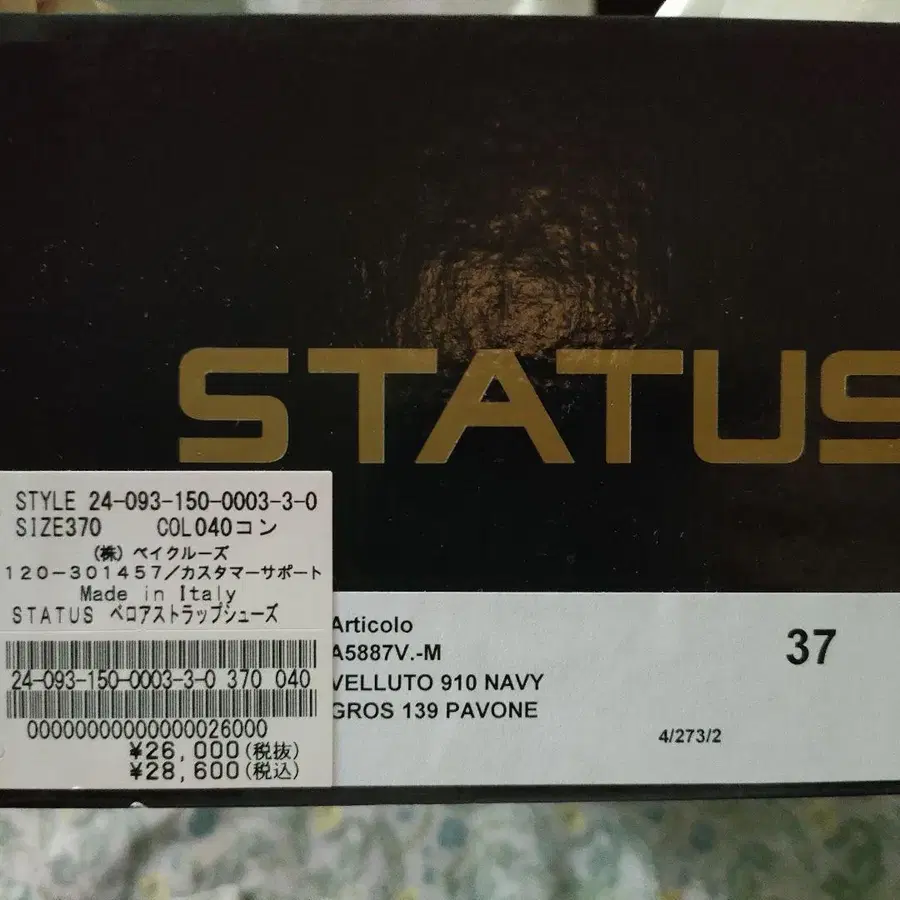 STATUS
STYLE 24-093-150-0003-3-0
SIZE370 COL040コン
(株) ベイクルーズ
120-301457/カスタマーサポート
Made in Italy
STATUS ベロアストラップシューズ
24-093-150-0003-3-0 370 040
00000000000000026000
¥26,000(税抜)
¥28,600(税込)
Articolo
A5887V.-M
VELLUTO 910 NAVY
GROS 139 PAVONE
37
4/273/2